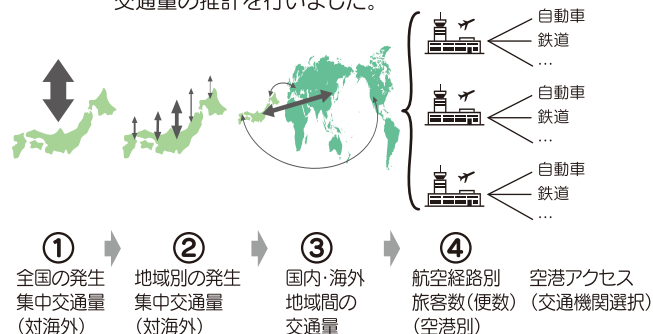 交通量の推計を行いました。
自動車
鉄道
…
自動車
鉄道
…
自動車
鉄道
…
①
全国の発生
集中交通量
(対海外)
②
地域別の発生
集中交通量
(対海外)
③
国内・海外
地域間の
交通量
④
航空経路別
旅客数(便数)
(空港別)
空港アクセス
(交通機関選択)